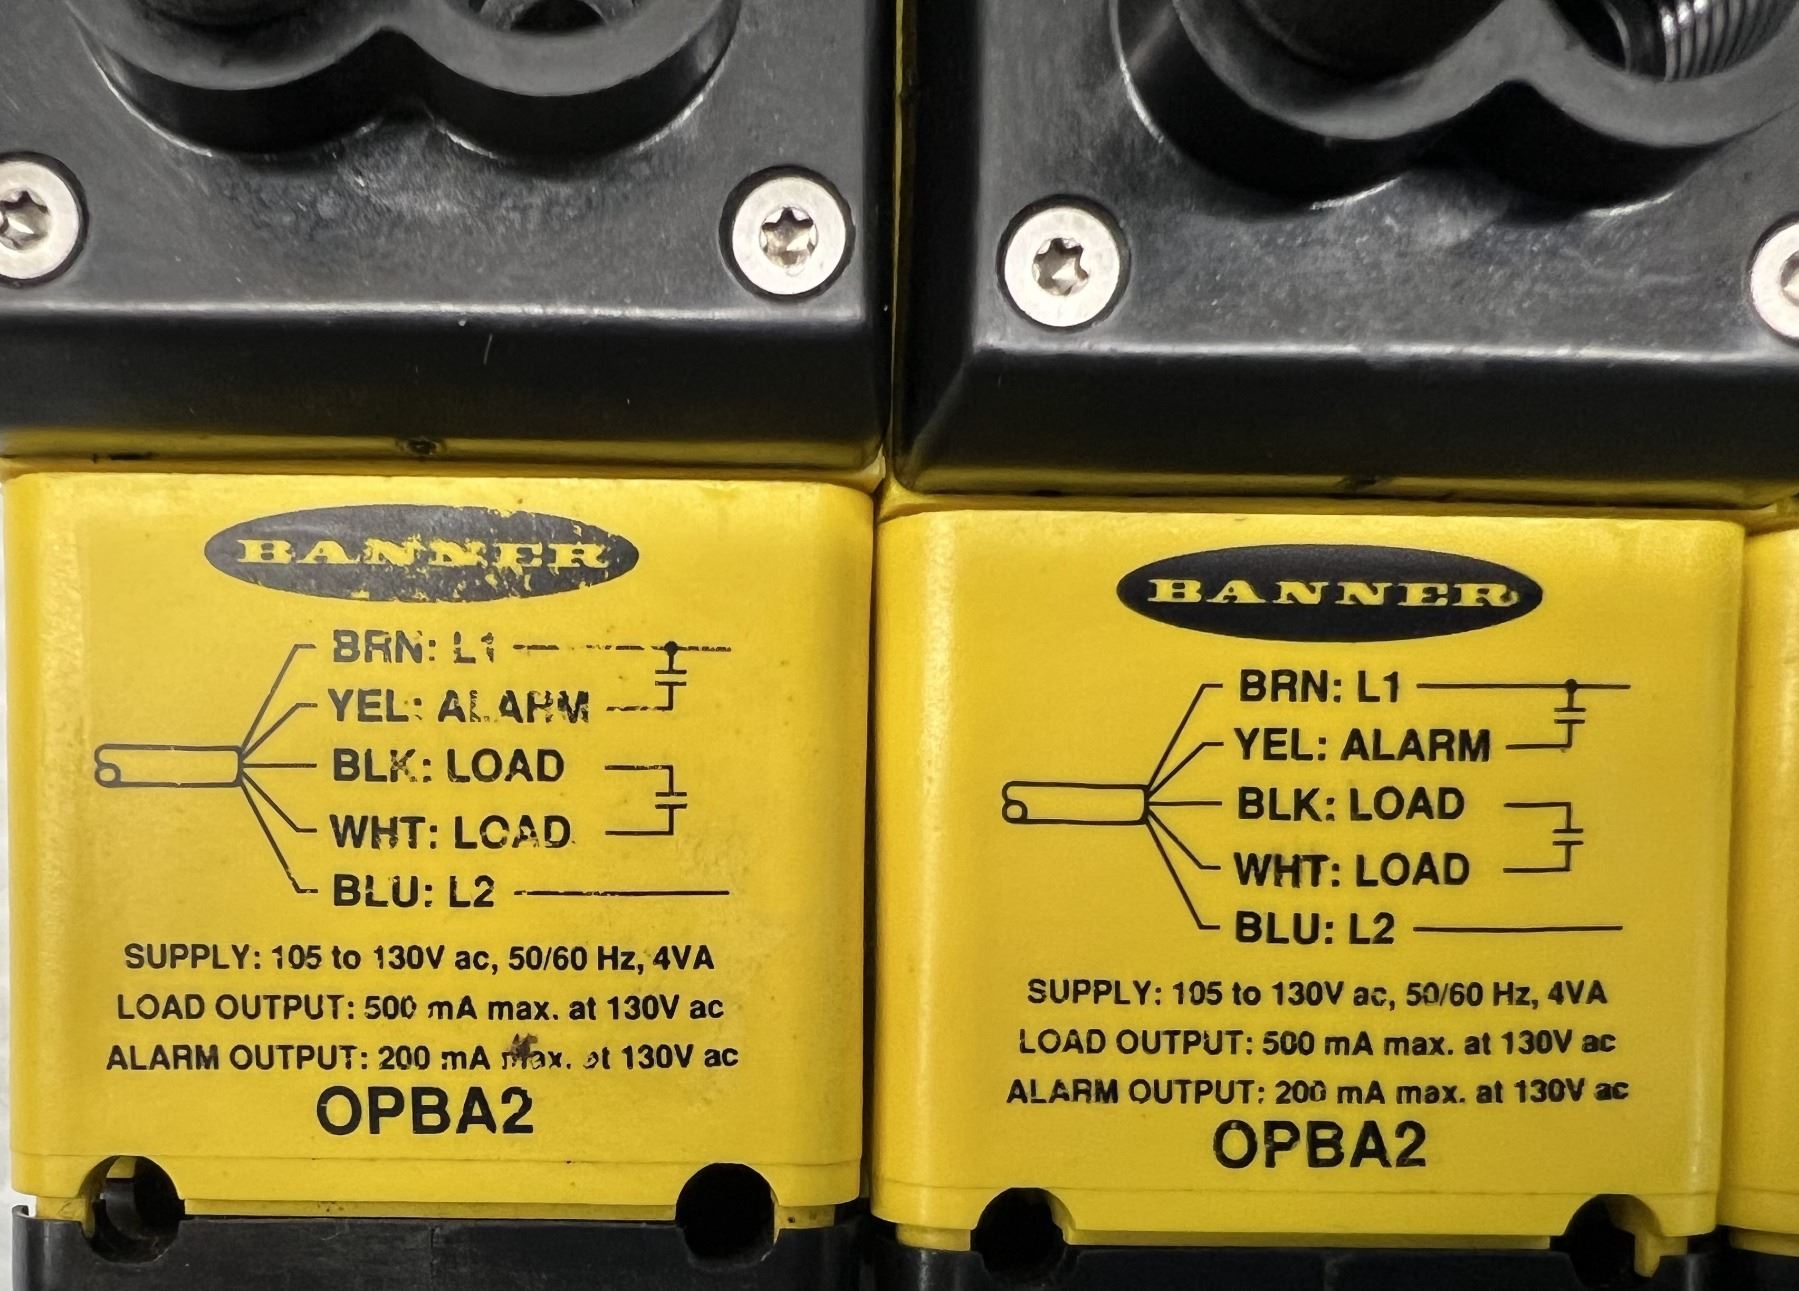 BANNER
BRN: L1
YEL: ALARM
BLK: LOAD
WHT: LOAD
BLU: L2
SUPPLY: 105 to 130V ac, 50/60 Hz, 4VA
LOAD OUTPUT: 500 mA max. at 130V ac
ALARM OUTPUT: 200 mA max. at 130V ac
OPBA2
BANNER
BRN: L1
YEL: ALARM
BLK: LOAD
WHT: LOAD
BLU: L2
SUPPLY: 105 to 130V ac, 50/60 Hz, 4VA
LOAD OUTPUT: 500 mA max. at 130V ac
ALARM OUTPUT: 200 mA max. at 130V ac
OPBA2